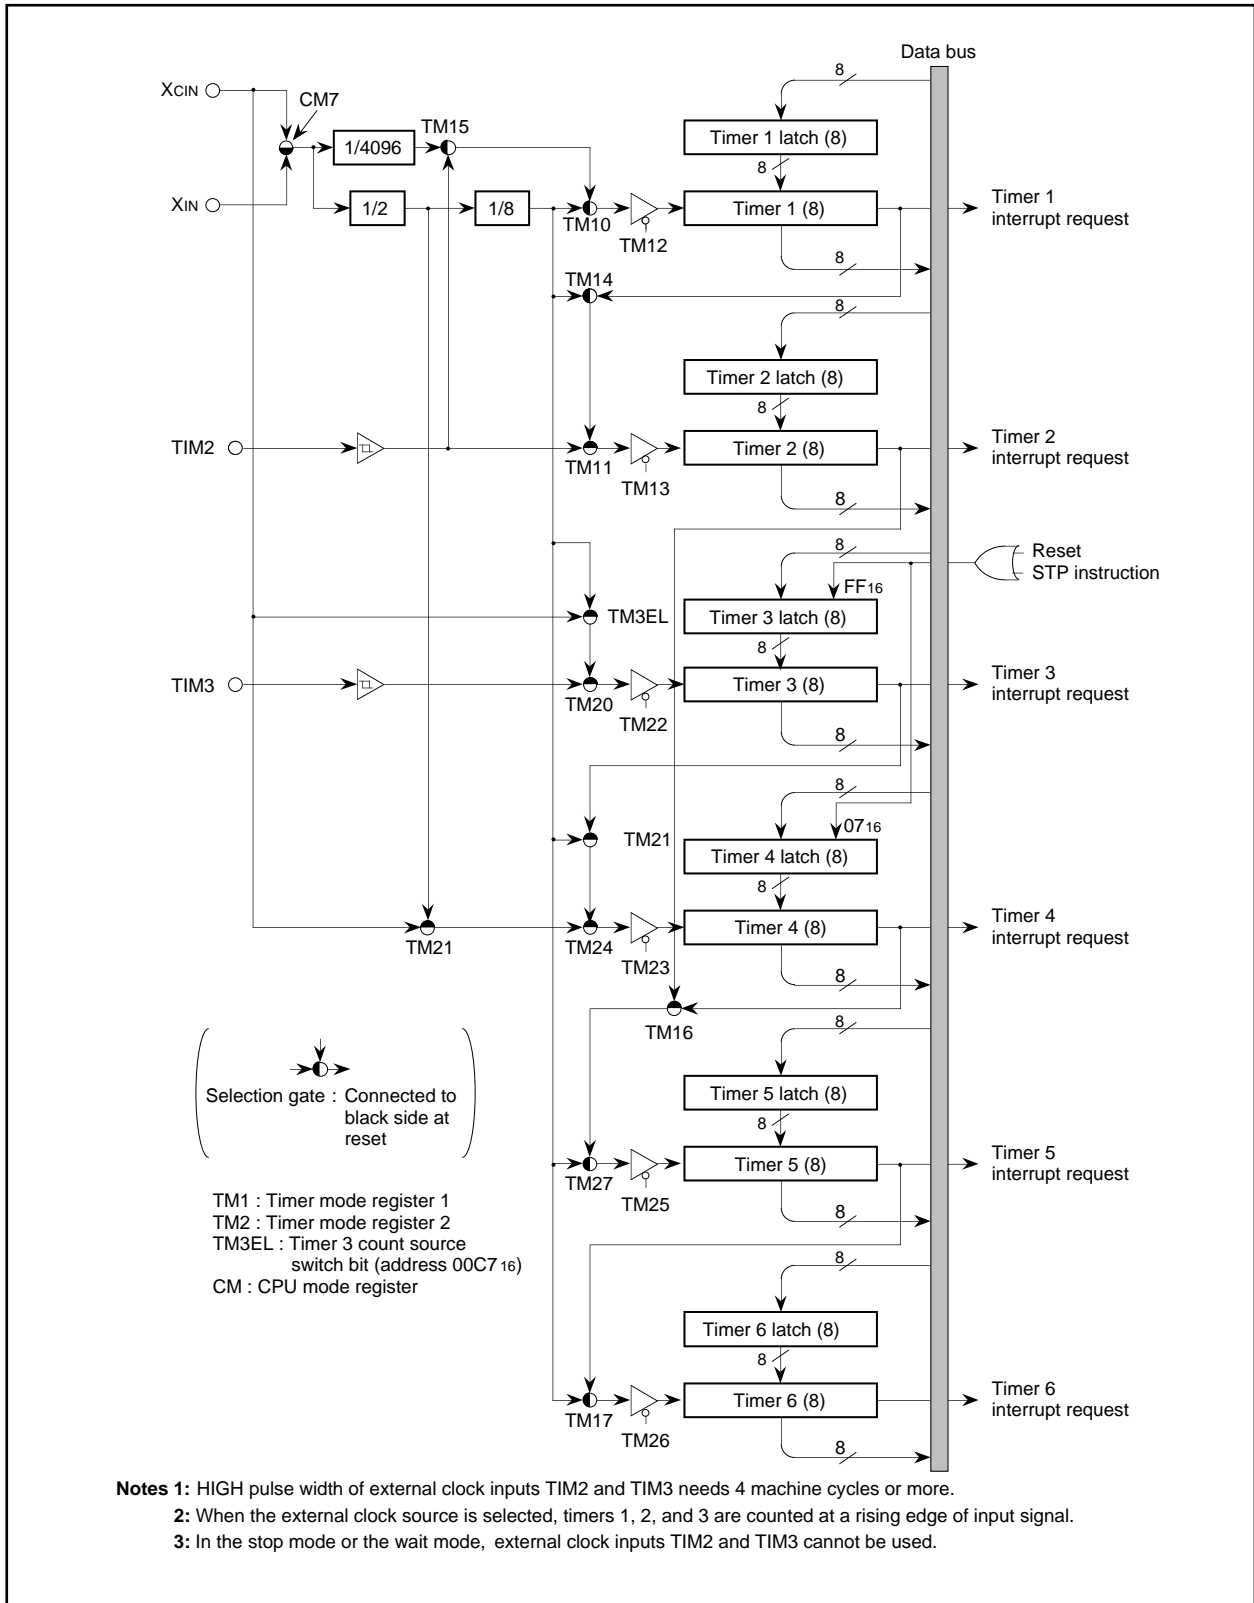 Data bus
8
XCIN
CM7
TM15
1/4096
Timer 1 latch (8)
8
XIN
1/2
1/8
TM10
TM12
Timer 1 (8)
Timer 1
interrupt request
8
TM14
8
Timer 2 latch (8)
8
TIM2
TM11
TM13
Timer 2 (8)
Timer 2
interrupt request
8
8
Reset
STP instruction
FF16
TM3EL
Timer 3 latch (8)
8
TIM3
TM20
TM22
Timer 3 (8)
Timer 3
interrupt request
8
8
0716
TM21
Timer 4 latch (8)
8
TM21
TM24
TM23
Timer 4 (8)
Timer 4
interrupt request
8
TM16
8
Selection gate : Connected to
black side at
reset
Timer 5 latch (8)
8
TM27
TM25
Timer 5 (8)
Timer 5
interrupt request
8
TM1 : Timer mode register 1
TM2 : Timer mode register 2
TM3EL : Timer 3 count source
switch bit (address 00C716)
CM : CPU mode register
8
Timer 6 latch (8)
8
TM17
TM26
Timer 6 (8)
Timer 6
interrupt request
8
Notes 1: HIGH pulse width of external clock inputs TIM2 and TIM3 needs 4 machine cycles or more.
2: When the external clock source is selected, timers 1, 2, and 3 are counted at a rising edge of input signal.
3: In the stop mode or the wait mode, external clock inputs TIM2 and TIM3 cannot be used.